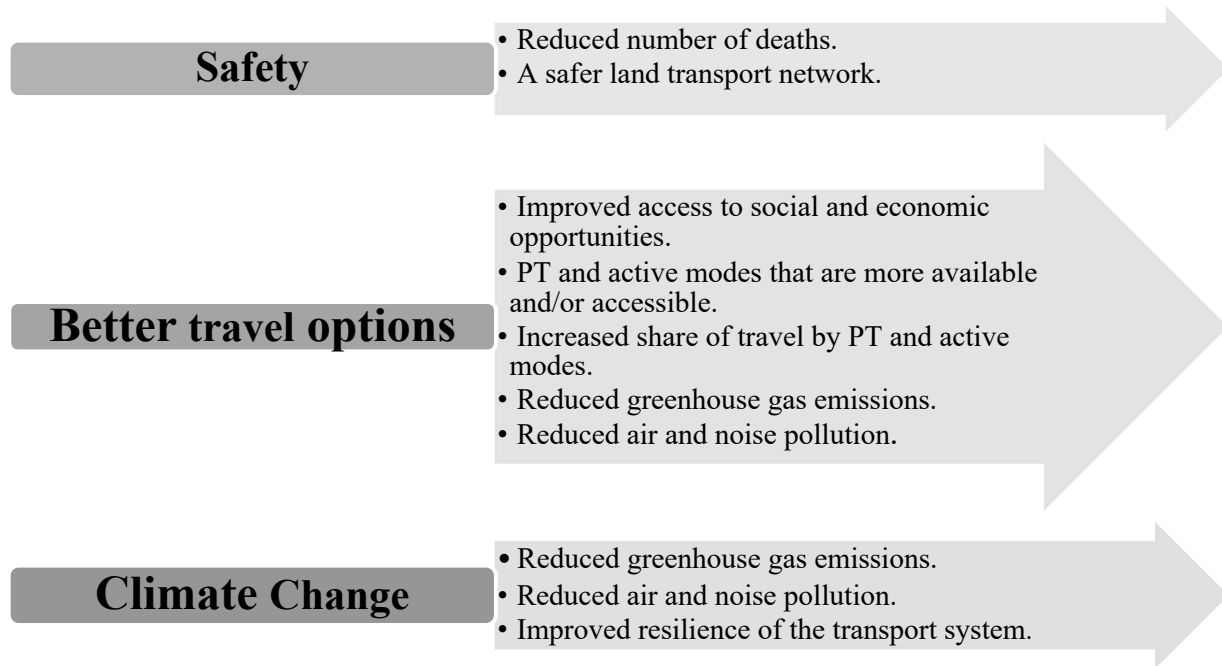 Safety
• Reduced number of deaths.
• A safer land transport network.
Better travel options
• Improved access to social and economic
opportunities.
• PT and active modes that are more available
and/or accessible.
• Increased share of travel by PT and active
modes.
• Reduced greenhouse gas emissions.
• Reduced air and noise pollution.
Climate Change
• Reduced greenhouse gas emissions.
• Reduced air and noise pollution.
• Improved resilience of the transport system.